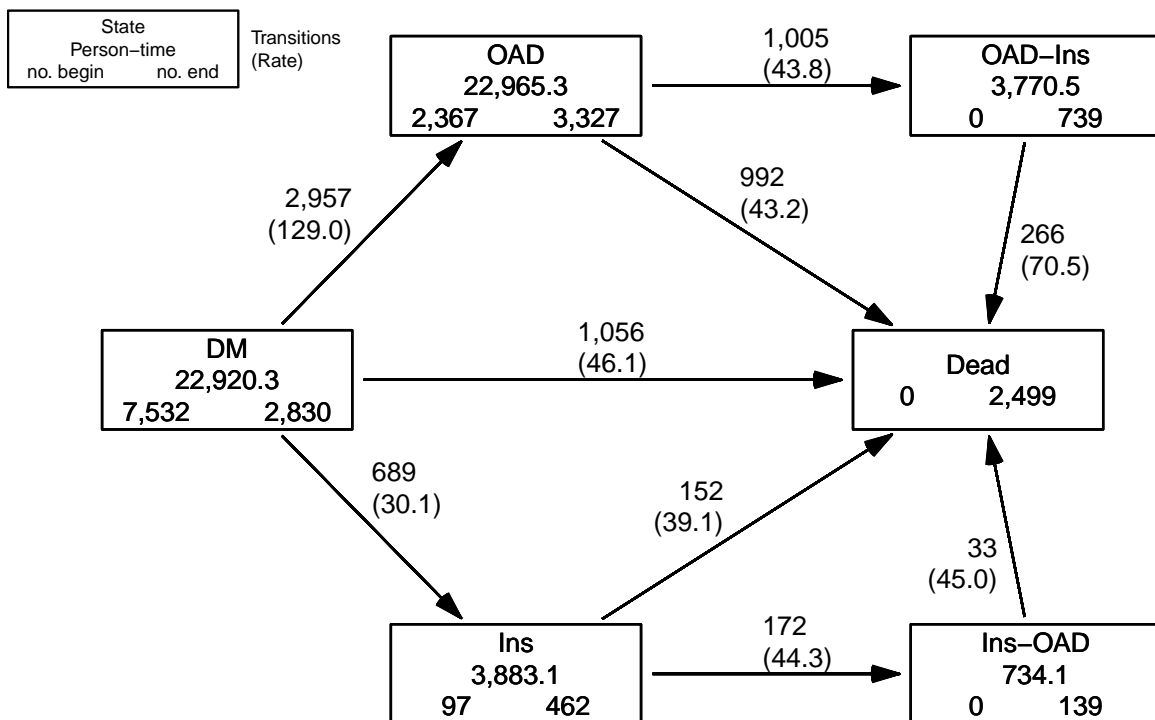 State
Person−time
no. begin no. end
Transitions
(Rate)
OAD
22,965.3
2,367 3,327
1,005
(43.8)
OAD−Ins
3,770.5
0 739
2,957
(129.0)
992
(43.2)
266
(70.5)
DM
22,920.3
7,532 2,830
1,056
(46.1)
Dead
0 2,499
689
(30.1)
152
(39.1)
33
(45.0)
Ins
3,883.1
97 462
172
(44.3)
Ins−OAD
734.1
0 139